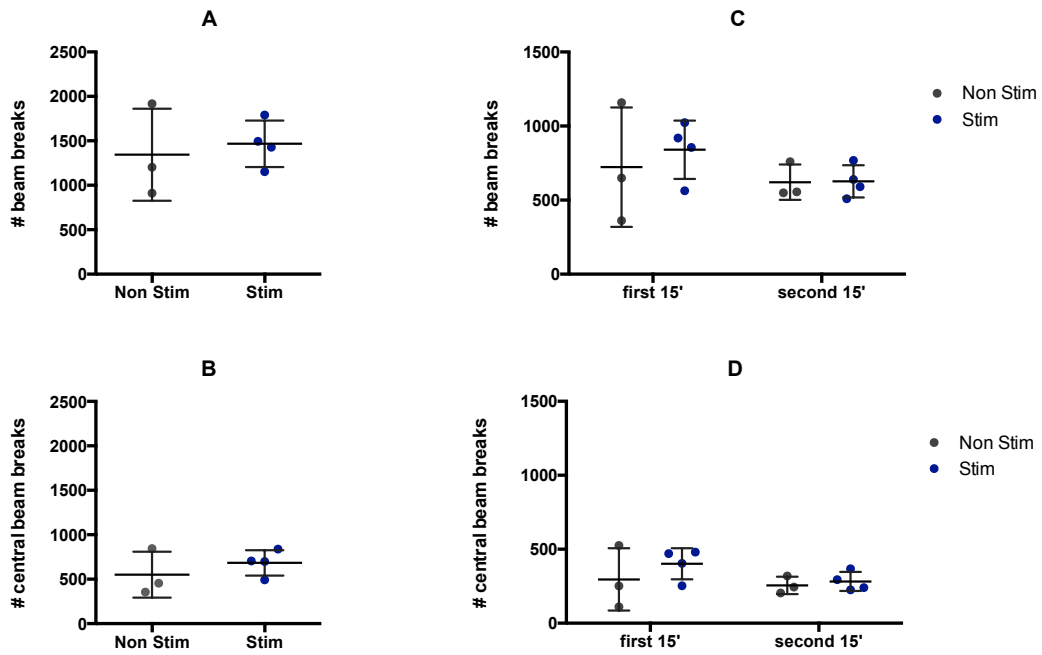 A
# beam breaks
2500
2000
1500
1000
500
0
Non Stim
Stim
C
# beam breaks
1500
1000
500
0
first 15'
second 15'
Non Stim
Stim
B
# central beam breaks
2500
2000
1500
1000
500
0
Non Stim
Stim
D
# central beam breaks
1500
1000
500
0
first 15'
second 15'
Non Stim
Stim